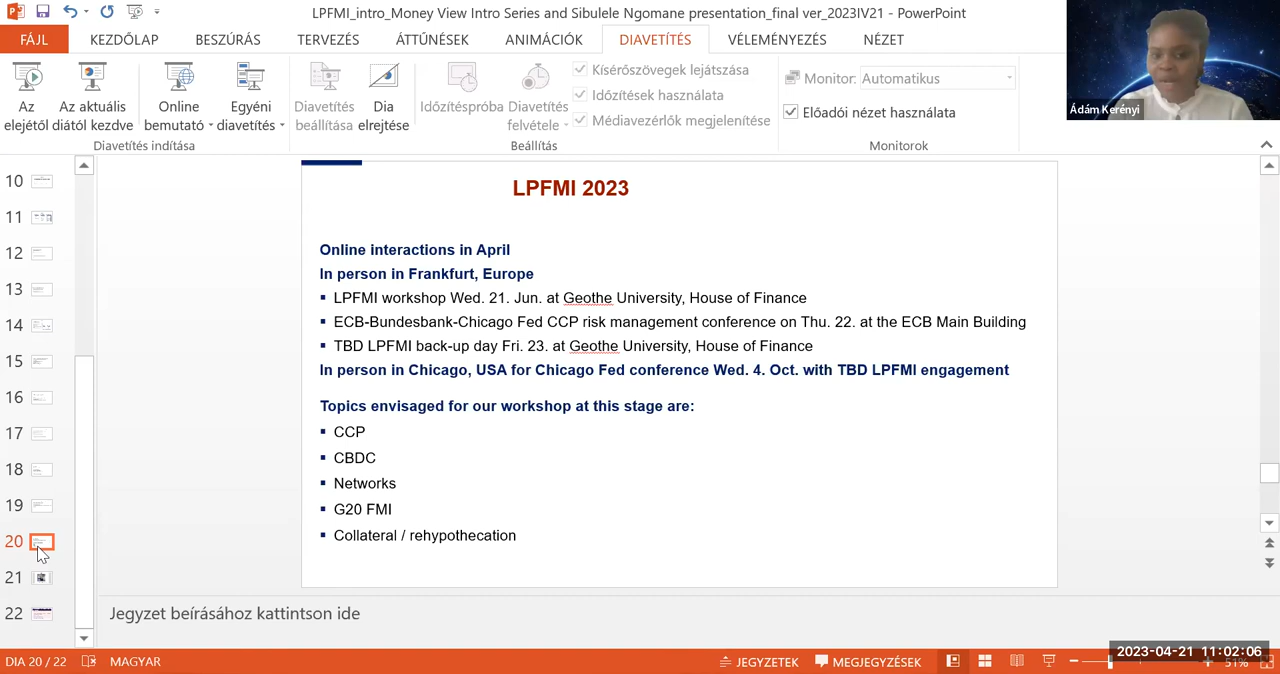 LPFMI_intro_Money View Intro Series and Sibulele Ngomane presentation_final ver_2023IV21 - PowerPoint
FÁJL KEZDŐLAP BESZÚRÁS TERVEZÉS ÁTTŰNÉSEK ANIMÁCIÓK DIAVETÍTÉS VÉLEMÉNYEZÉS NÉZET
Az elejétől
Az aktuális diától kezdve
Online bemutató
Egyéni diavetítés
Diavetítés indítása
Diavetítés beállítása
Dia elrejtése
Időzítéspróba
Diavetítés felvétele
Kísérőszövegek lejátszása
Időzítések használata
Médiavezérlők megjelenítése
Beállítás
Monitor: Automatikus
Előadói nézet használata
Monitorok
Ádám Kerényi
10
11
12
13
14
15
16
17
18
19
20
21
22
LPFMI 2023
Online interactions in April
In person in Frankfurt, Europe
▪ LPFMI workshop Wed. 21. Jun. at Geothe University, House of Finance
▪ ECB-Bundesbank-Chicago Fed CCP risk management conference on Thu. 22. at the ECB Main Building
▪ TBD LPFMI back-up day Fri. 23. at Geothe University, House of Finance
In person in Chicago, USA for Chicago Fed conference Wed. 4. Oct. with TBD LPFMI engagement
Topics envisaged for our workshop at this stage are:
▪ CCP
▪ CBDC
▪ Networks
▪ G20 FMI
▪ Collateral / rehypothecation
Jegyzet beírásához kattintson ide
DIA 20 / 22 MAGYAR JEGYZETEK MEGJEGYZÉSEK 51%
2023-04-21 11:02:06